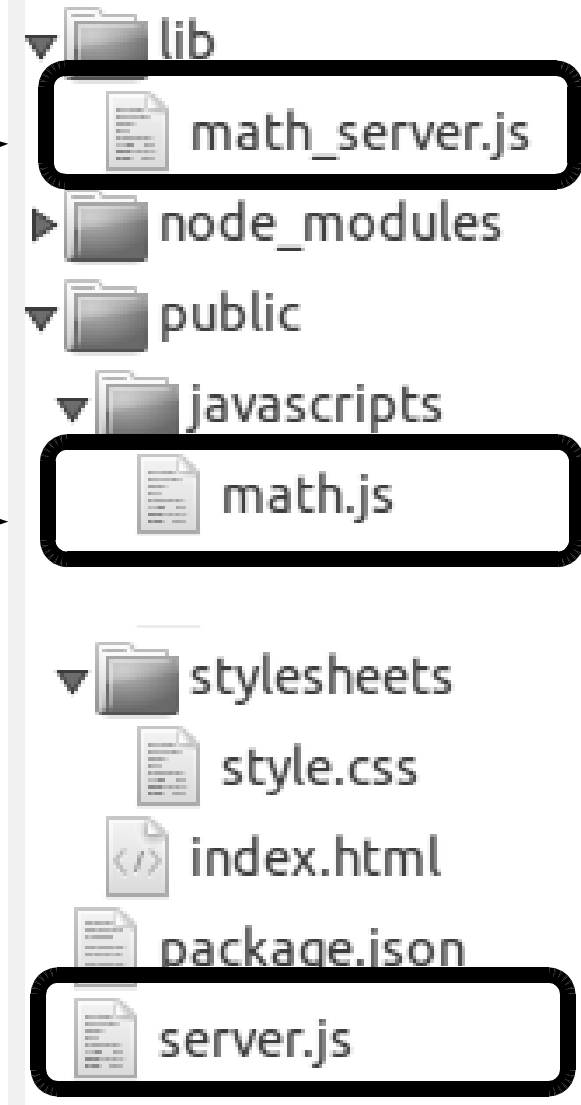 lib
math_server.js
node_modules
public
javascripts
math.js
stylesheets
style.css
index.html
package.json
server.js